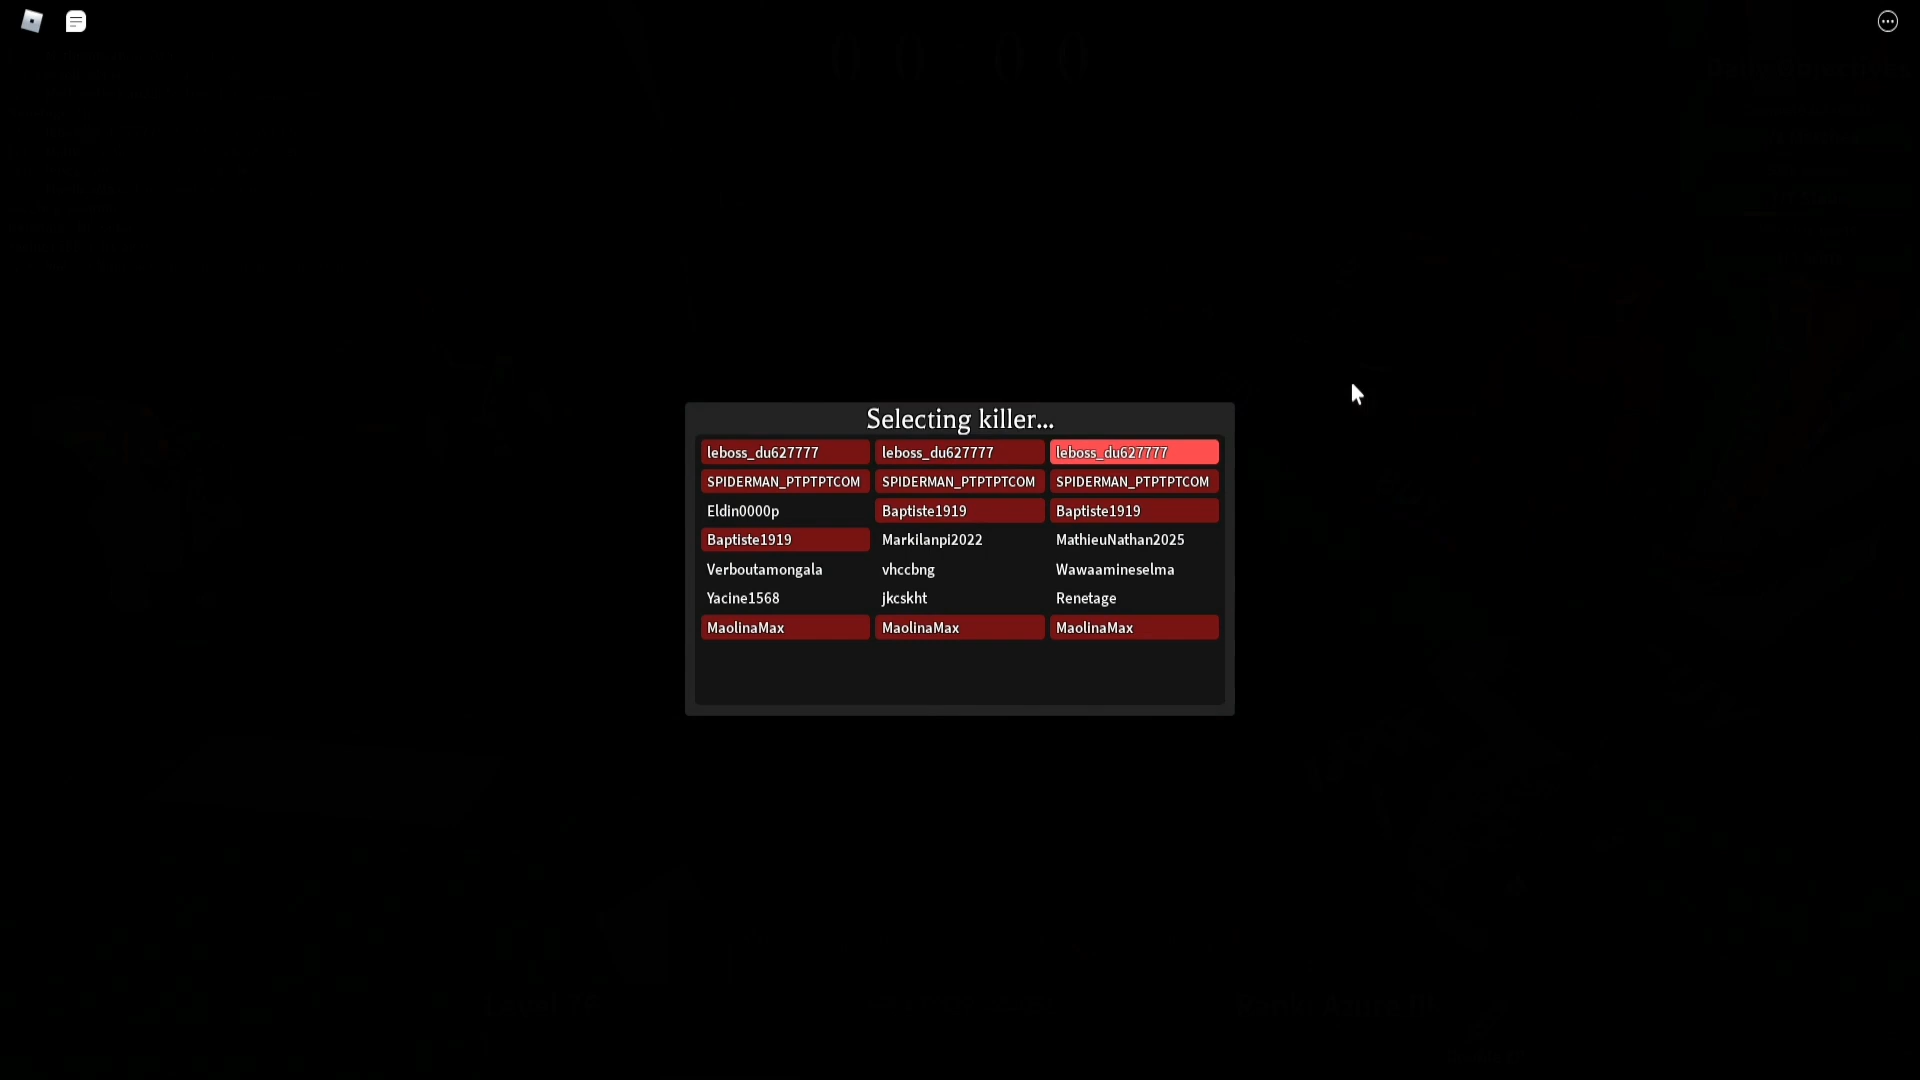 Selecting killer...
leboss_du627777 leboss_du627777 leboss_du627777
SPIDERMAN_PTPTPTCOM SPIDERMAN_PTPTPTCOM SPIDERMAN_PTPTPTCOM
Eldin0000p Baptiste1919 Baptiste1919
Baptiste1919 Markilanpi2022 MathieuNathan2025
Verboutamongala vhccbng Wawaamineselma
Yacine1568 jkcskht Renetage
MaolinaMax MaolinaMax MaolinaMax